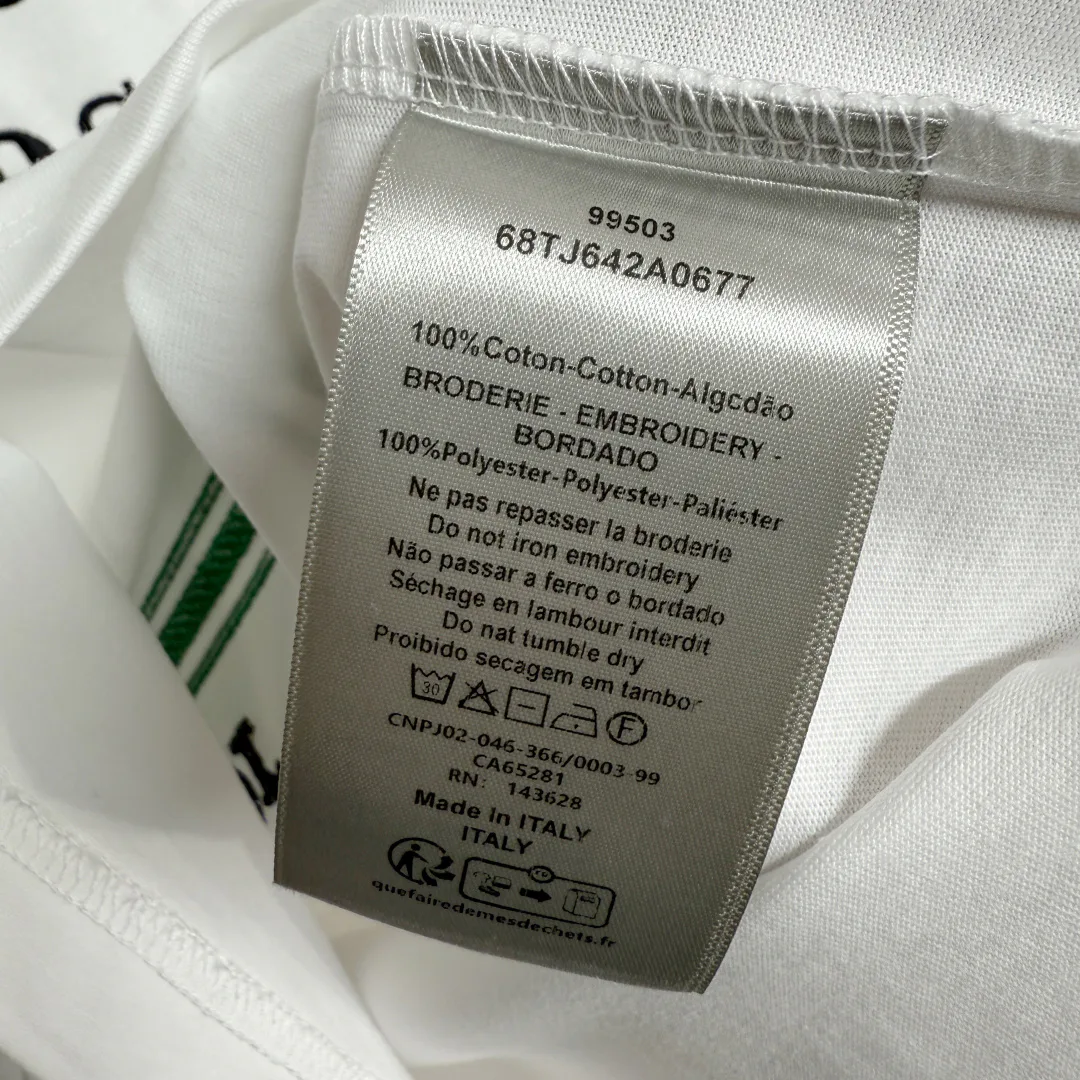 99503
68TJ642A0677
100%Coton-Cotton-Algcdão
BRODERIE - EMBROIDERY -
BORDADO
100%Polyester-Polyester-Paliéster
Ne pas repasser la broderie
Do not iron embroidery
Não passar a ferro o bordado
Séchage en lambour interdit
Do nat tumble dry
Proibido secagem em tambor
30
F
CNPJ02-046-366/0003-99
CA65281
RN: 143628
Made in ITALY
ITALY
FR
quefairedemesdechets.fr